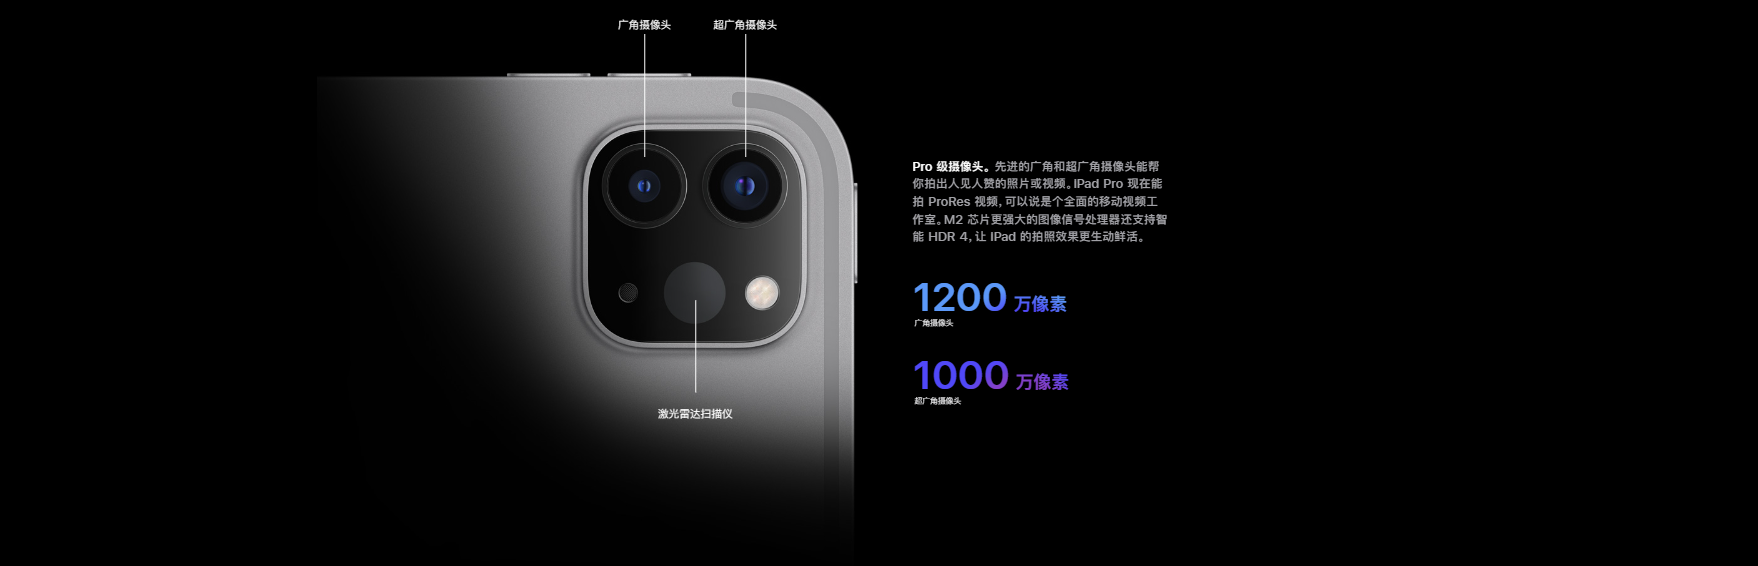 广角摄像头
超广角摄像头
激光雷达扫描仪
Pro 级摄像头。先进的广角和超广角摄像头能帮
你拍出人见人赞的照片或视频。iPad Pro 现在能
拍 ProRes 视频，可以说是个全面的移动视频工
作室。M2 芯片更强大的图像信号处理器还支持智
能 HDR 4，让 iPad 的拍照效果更生动鲜活。
1200 万像素
广角摄像头
1000 万像素
超广角摄像头